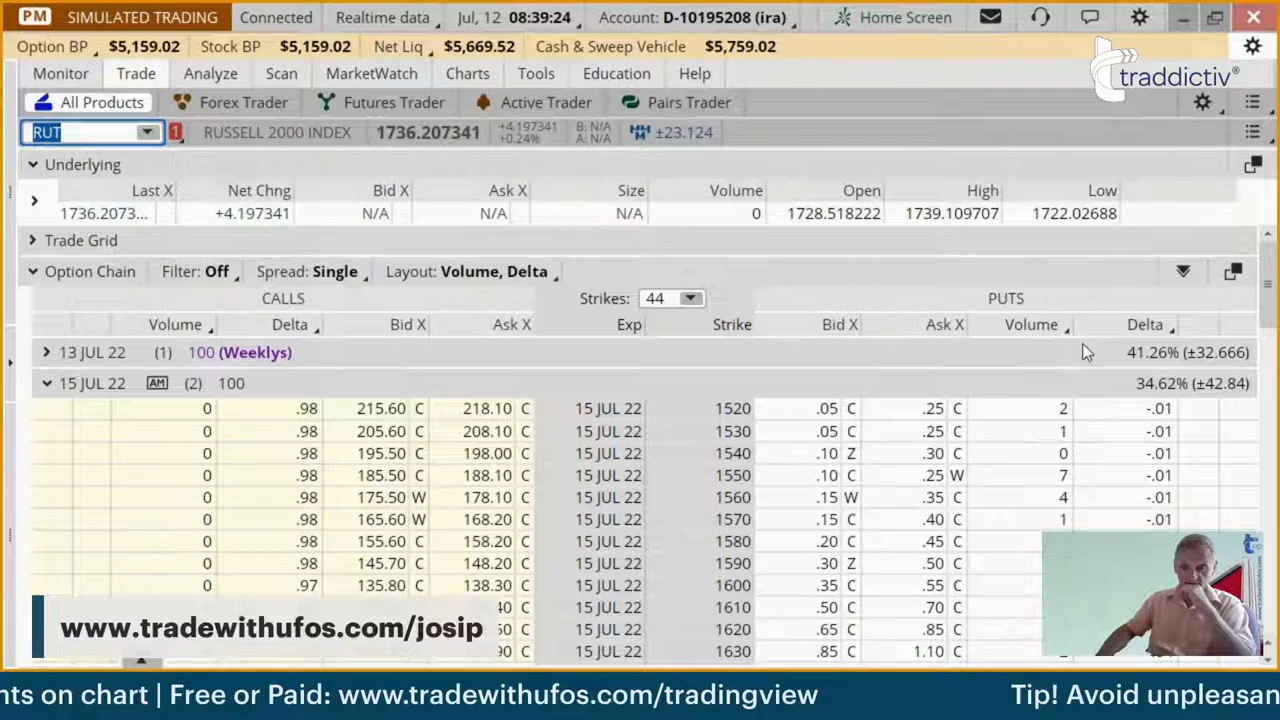 PM SIMULATED TRADING Connected Realtime data Jul, 12 08:39:24 Account: D-10195208 (ira) Home Screen
Option BP $5,159.02 Stock BP $5,159.02 Net Liq $5,669.52 Cash & Sweep Vehicle $5,759.02
Monitor Trade Analyze Scan MarketWatch Charts Tools Education Help
traddictiv®
All Products Forex Trader Futures Trader Active Trader Pairs Trader
RUT 1 RUSSELL 2000 INDEX 1736.207341 +4.197341 +0.24% B: N/A A: N/A ±23.124
Underlying
Last X Net Chng Bid X Ask X Size Volume Open High Low
1736.2073... +4.197341 N/A N/A N/A 0 1728.518222 1739.109707 1722.02688
Trade Grid
Option Chain Filter: Off Spread: Single Layout: Volume, Delta
CALLS Strikes: 44 PUTS
Volume Delta Bid X Ask X Exp Strike Bid X Ask X Volume Delta
13 JUL 22 (1) 100 (Weeklys) 41.26% (±32.666)
15 JUL 22 AM (2) 100 34.62% (±42.84)
0 .98 215.60 C 218.10 C 15 JUL 22 1520 .05 C .25 C 2 -.01
0 .98 205.60 C 208.10 C 15 JUL 22 1530 .05 C .25 C 1 -.01
0 .98 195.50 C 198.00 C 15 JUL 22 1540 .10 Z .30 C 0 -.01
0 .98 185.50 C 188.10 C 15 JUL 22 1550 .10 C .25 W 7 -.01
0 .98 175.50 W 178.10 C 15 JUL 22 1560 .15 W .35 C 4 -.01
0 .98 165.60 W 168.20 C 15 JUL 22 1570 .15 C .40 C 1 -.01
0 .98 155.60 C 158.20 C 15 JUL 22 1580 .20 C .45 C
0 .98 145.70 C 148.20 C 15 JUL 22 1590 .30 Z .50 C
0 .97 135.80 C 138.30 C 15 JUL 22 1600 .35 C .55 C
40 C 15 JUL 22 1610 .50 C .70 C
C 15 JUL 22 1620 .65 C .85 C
90 C 15 JUL 22 1630 .85 C 1.10 C
www.tradewithufos.com/josip
nts on chart | Free or Paid: www.tradewithufos.com/tradingview Tip! Avoid unpleasan